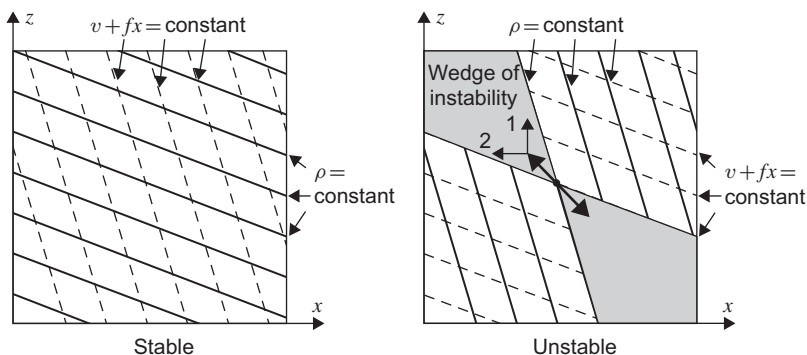 z
v + fx = constant
ρ =
constant
x
Stable
z
ρ = constant
Wedge of
instability
1
2
v + fx =
constant
x
Unstable